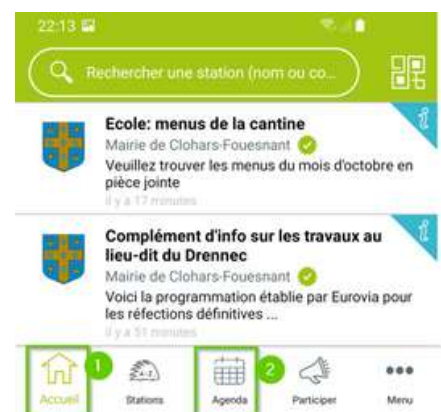 22:13
Rechercher une station (nom ou co...
Ecole: menus de la cantine
Mairie de Clohars-Fouesnant
Veuillez trouver les menus du mois d'octobre en
pièce jointe
il y a 17 minutes
Complément d'info sur les travaux au
lieu-dit du Drennec
Mairie de Clohars-Fouesnant
Voici la programmation établie par Eurovia pour
les réfections définitives ...
il y a 51 minutes
1 A-Z 2
Accueil Stations Agenda Participer Menu